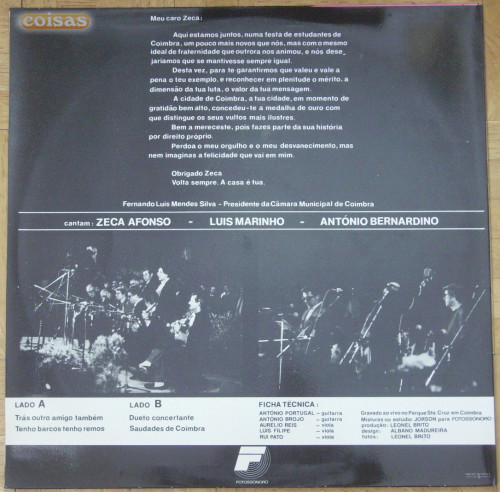 coisas
Meu caro Zeca:
Aqui estamos juntos, numa festa de estudantes de
Coimbra, um pouco mais novos que nós, mas com o mesmo
ideal de fraternidade que outrora nos animou, e nós dese_
jaríamos que se mantivesse sempre igual.
Desta vez, para te garantirmos que valeu e vale a
pena o teu exemplo, e reconhecer em plenitude o mérito, a
dimensão da tua luta, o valor da tua mensagem.
A cidade de Coimbra, a tua cidade, em momento de
gratidão bem alto, concedeu-te a medalha de ouro com
que distingue os seus vultos mais ilustres.
Bem a mereceste, pois fazes parte da sua história
por direito próprio.
Perdoa o meu orgulho e o meu desvanecimento, mas
nem imaginas a felicidade que vai em mim.
Obrigado Zeca
Volta sempre. A casa é tua.
Fernando Luis Mendes Silva - Presidente da Câmara Municipal de Coimbra
cantam: ZECA AFONSO - LUIS MARINHO - ANTÓNIO BERNARDINO
LADO A
Trás outro amigo também
Tenho barcos tenho remos
LADO B
Dueto concertante
Saudades de Coimbra
FICHA TÉCNICA:
ANTÓNIO PORTUGAL - guitarra
ANTÓNIO BROJO - guitarra
AURELIO REIS - viola
LUIS FILIPE - viola
RUI PATO - viola
Gravado ao vivo no Parque Sta. Cruz em Coimbra
Misturas no estudio: JORSOM para FOTOSSONORO
produção: LEONEL BRITO
design: ALBANO MADUREIRA
fotos: LEONEL BRITO
FOTOSSONORO